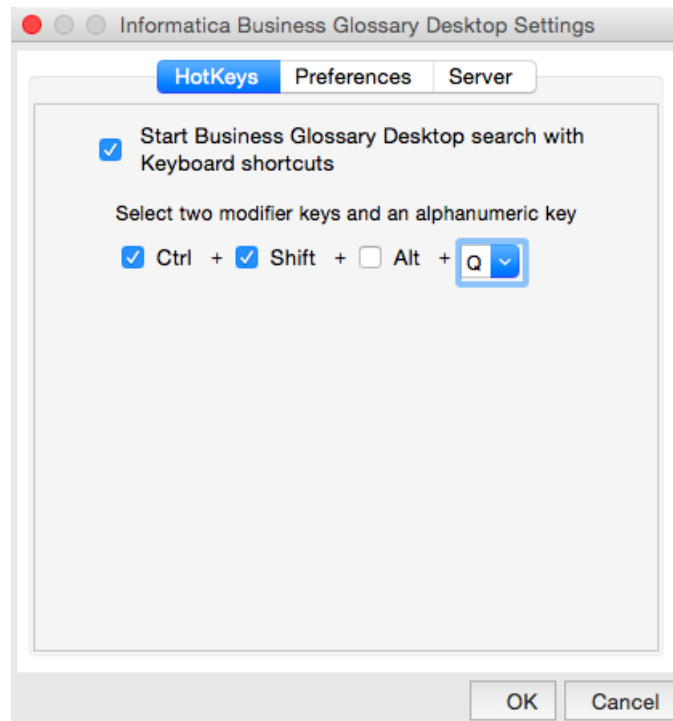 Informatica Business Glossary Desktop Settings
HotKeys Preferences Server
Start Business Glossary Desktop search with
Keyboard shortcuts
Select two modifier keys and an alphanumeric key
Ctrl + Shift + Alt + Q
OK Cancel